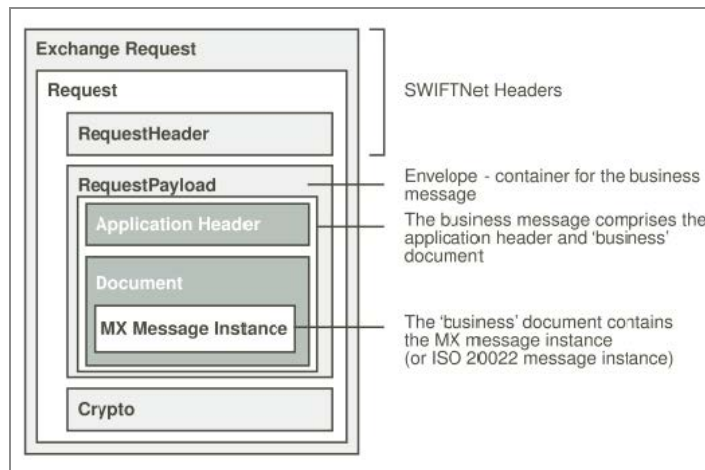 Exchange Request
Request
SWIFTNet Headers
RequestHeader
RequestPayload
Envelope - container for the business
message
Application Header
The business message comprises the
application header and 'business'
document
Document
MX Message Instance
The 'business' document contains
the MX message instance
(or ISO 20022 message instance)
Crypto